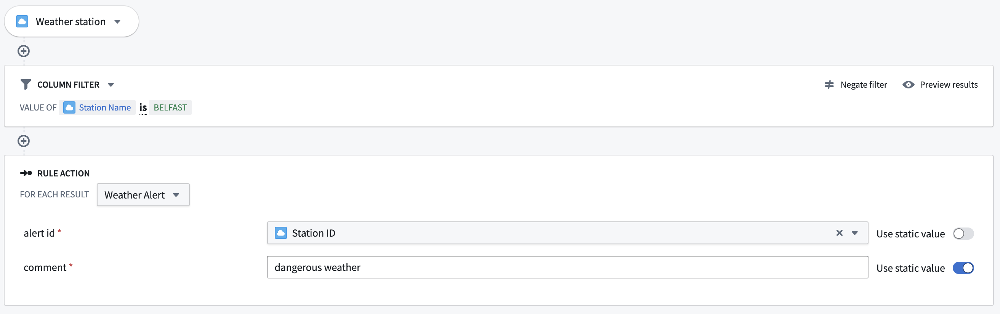 Weather station
COLUMN FILTER
Negate filter
Preview results
VALUE OF Station Name is BELFAST
RULE ACTION
FOR EACH RESULT Weather Alert
alert id * Station ID Use static value
comment * dangerous weather Use static value